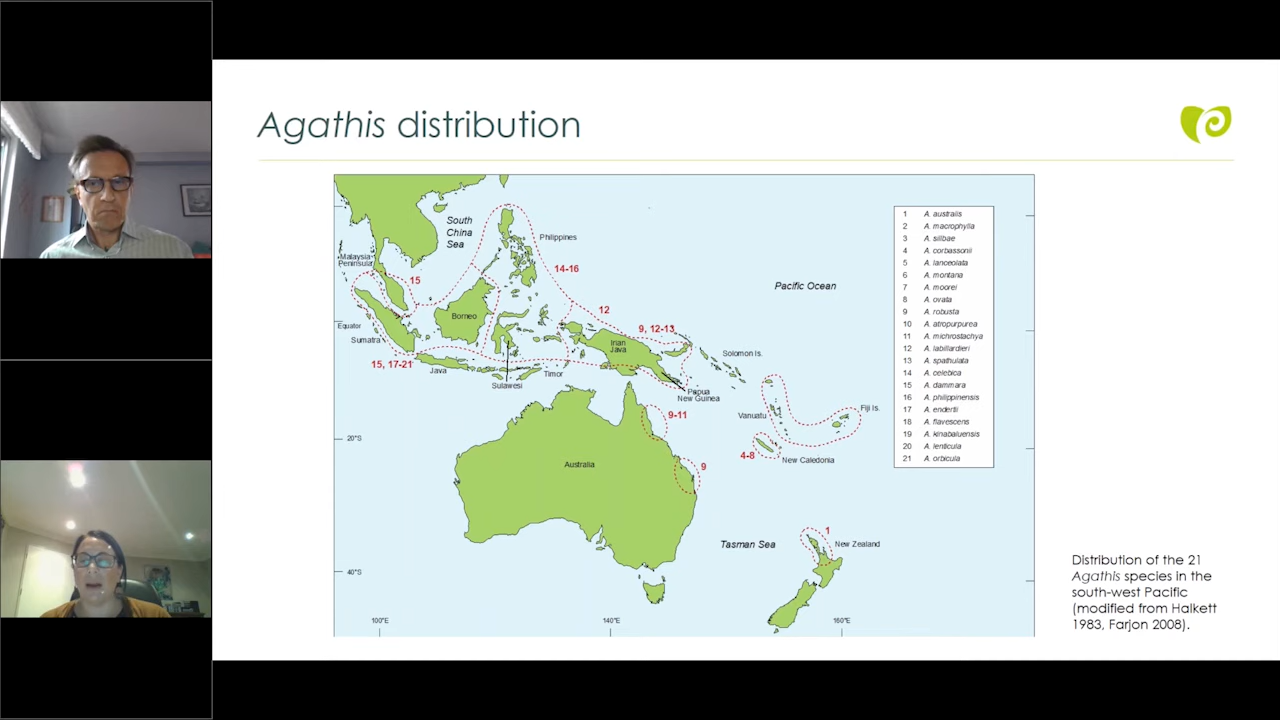 Agathis distribution
South
China
Sea
Philippines
Malaysia
Peninsula
15
14-16
Pacific Ocean
12
9, 12-13
Borneo
Equator
Sumatra
Irian
Java
Solomon Is.
15, 17-21
Java
Sulawesi
Timor
Papua
New Guinea
Vanuatu
Fiji Is.
9-11
20°S
4-8
New Caledonia
Australia
9
1
Tasman Sea
New Zealand
40°S
100°E
140°E
160°E
1 A. australis
2 A. macrophylla
3 A. silbae
4 A. corbassonii
5 A. lanceolata
6 A. montana
7 A. moorei
8 A. ovata
9 A. robusta
10 A. atropurpurea
11 A. michrostachya
12 A. labillardieri
13 A. spathulata
14 A. celebica
15 A. dammara
16 A. philippinensis
17 A. endertii
18 A. flavescens
19 A. kinabaluensis
20 A. lenticula
21 A. orbicula
Distribution of the 21
Agathis species in the
south-west Pacific
(modified from Halkett
1983, Farjon 2008).